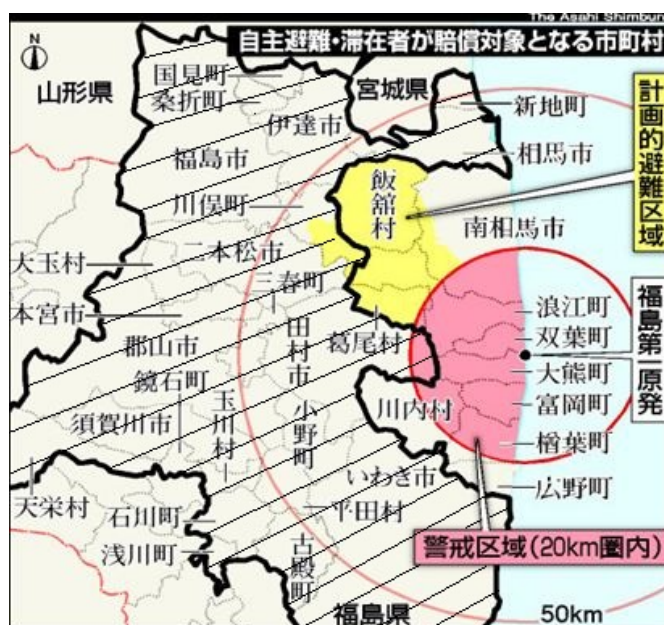 The Asahi Shimbun
自主避難・滞在者が賠償対象となる市町村
N
山形県
宮城県
国見町
桑折町
伊達市
新地町
相馬市
福島市
計画的避難区域
飯舘村
川俣町
南相馬市
二本松市
大玉村
三春町
本宮市
浪江町
福島第一原発
双葉町
郡山市
田村市
葛尾村
大熊町
鏡石町
玉川村
小野町
川内村
富岡町
須賀川市
楢葉町
いわき市
天栄村
石川町
平田村
広野町
浅川町
古殿町
警戒区域(20km圏内)
福島県
50km